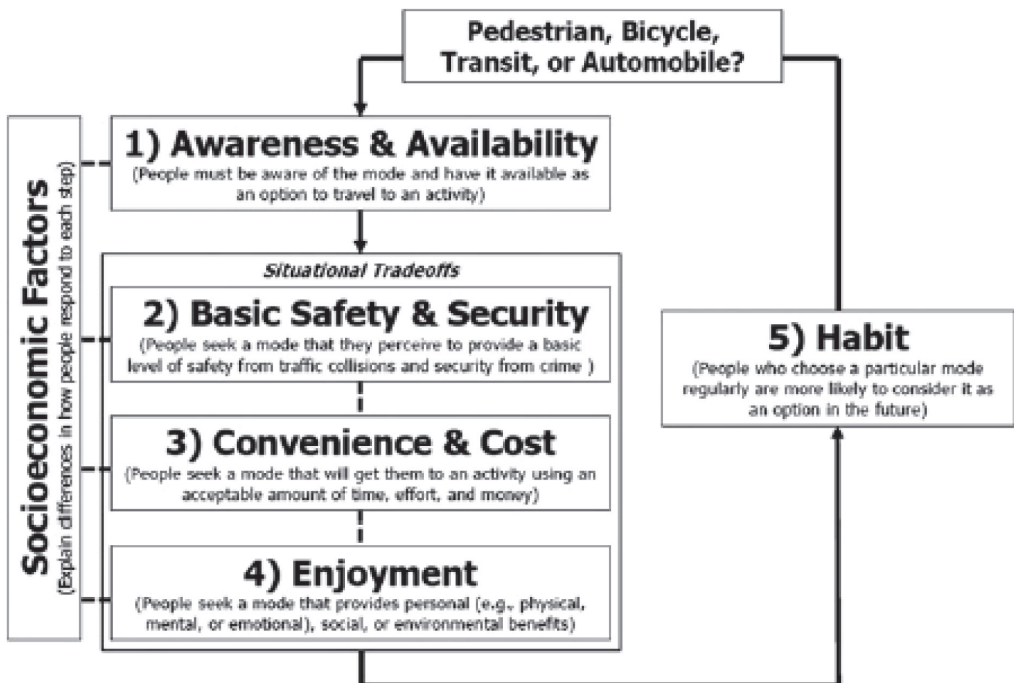 Pedestrian, Bicycle,
Transit, or Automobile?
Socioeconomic Factors
(Explain differences in how people respond to each step)
1) Awareness & Availability
(People must be aware of the mode and have it available as
an option to travel to an activity)
Situational Tradeoffs
2) Basic Safety & Security
(People seek a mode that they perceive to provide a basic
level of safety from traffic collisions and security from crime )
3) Convenience & Cost
(People seek a mode that will get them to an activity using an
acceptable amount of time, effort, and money)
4) Enjoyment
(People seek a mode that provides personal (e.g., physical,
mental, or emotional), social, or environmental benefits)
5) Habit
(People who choose a particular mode
regularly are more likely to consider it as
an option in the future)